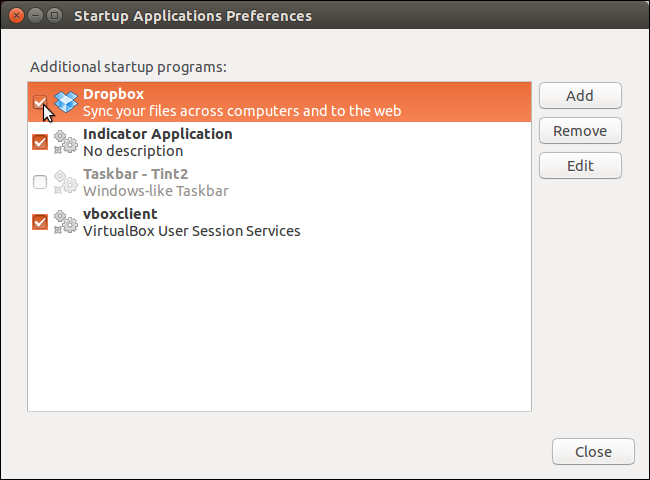 Startup Applications Preferences
Additional startup programs:
Dropbox
Sync your files across computers and to the web
Indicator Application
No description
Taskbar - Tint2
Windows-like Taskbar
vboxclient
VirtualBox User Session Services
Add
Remove
Edit
Close